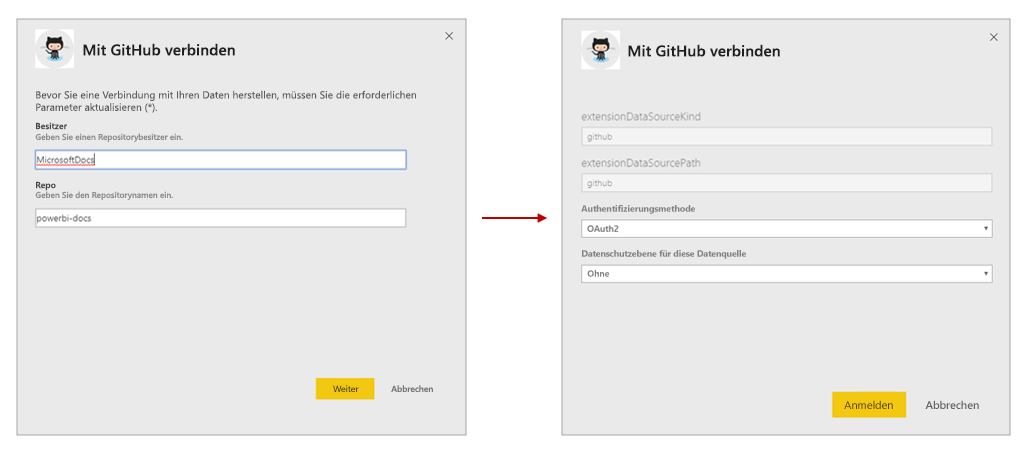 Mit GitHub verbinden
Bevor Sie eine Verbindung mit Ihren Daten herstellen, müssen Sie die erforderlichen
Parameter aktualisieren (*).
Besitzer
Geben Sie einen Repositorybesitzer ein.
MicrosoftDocs
Repo
Geben Sie den Repositorynamen ein.
powerbi-docs
Weiter
Abbrechen
Mit GitHub verbinden
extensionDataSourceKind
github
extensionDataSourcePath
github
Authentifizierungsmethode
OAuth2
Datenschutzebene für diese Datenquelle
Ohne
Anmelden
Abbrechen